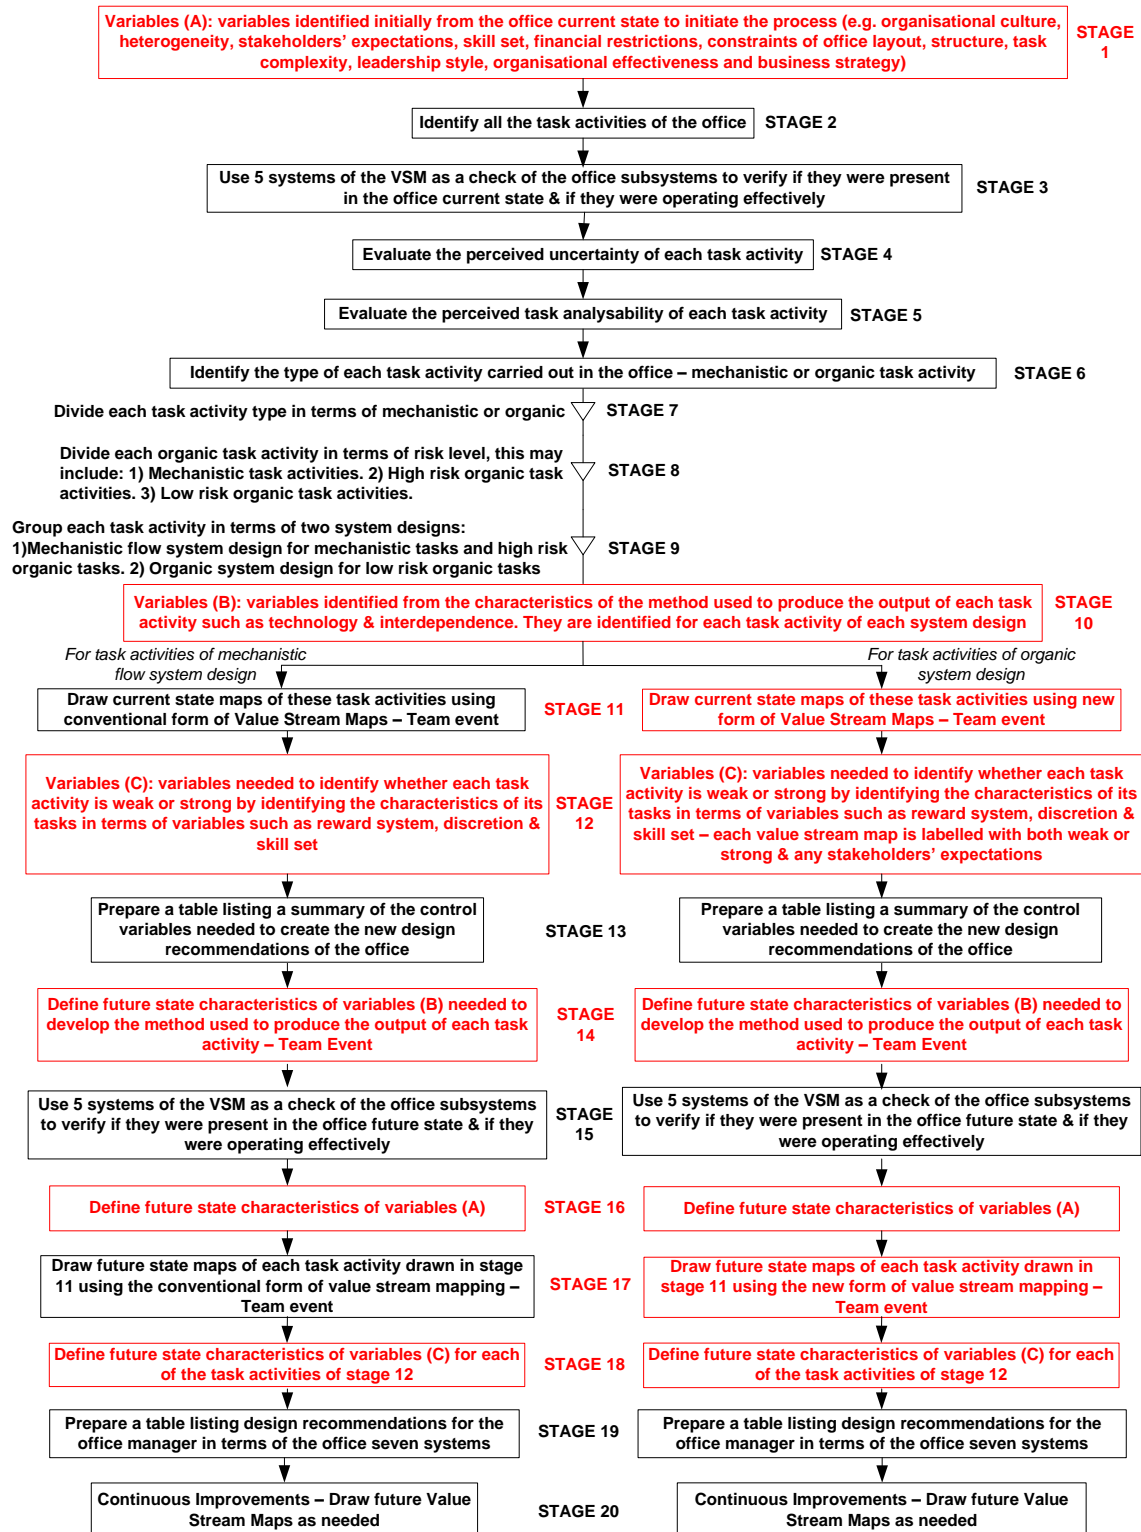 Variables (A): variables identified initially from the office current state to initiate the process (e.g. organisational culture,
heterogeneity, stakeholders' expectations, skill set, financial restrictions, constraints of office layout, structure, task
complexity, leadership style, organisational effectiveness and business strategy)
STAGE
1
Identify all the task activities of the office
STAGE 2
Use 5 systems of the VSM as a check of the office subsystems to verify if they were present
in the office current state & if they were operating effectively
STAGE 3
Evaluate the perceived uncertainty of each task activity
STAGE 4
Evaluate the perceived task analysability of each task activity
STAGE 5
Identify the type of each task activity carried out in the office – mechanistic or organic task activity
STAGE 6
Divide each task activity type in terms of mechanistic or organic
STAGE 7
Divide each organic task activity in terms of risk level, this may
include: 1) Mechanistic task activities. 2) High risk organic task
activities. 3) Low risk organic task activities.
STAGE 8
Group each task activity in terms of two system designs:
1)Mechanistic flow system design for mechanistic tasks and high risk
organic tasks. 2) Organic system design for low risk organic tasks
STAGE 9
Variables (B): variables identified from the characteristics of the method used to produce the output of each task
activity such as technology & interdependence. They are identified for each task activity of each system design
STAGE
10
For task activities of mechanistic
flow system design
For task activities of organic
system design
Draw current state maps of these task activities using
conventional form of Value Stream Maps – Team event
STAGE 11
Draw current state maps of these task activities using new
form of Value Stream Maps – Team event
Variables (C): variables needed to identify whether each task
activity is weak or strong by identifying the characteristics of its
tasks in terms of variables such as reward system, discretion &
skill set
STAGE
12
Variables (C): variables needed to identify whether each task
activity is weak or strong by identifying the characteristics of its
tasks in terms of variables such as reward system, discretion &
skill set – each value stream map is labelled with both weak or
strong & any stakeholders' expectations
Prepare a table listing a summary of the control
variables needed to create the new design
recommendations of the office
STAGE 13
Prepare a table listing a summary of the control
variables needed to create the new design
recommendations of the office
Define future state characteristics of variables (B) needed to
develop the method used to produce the output of each task
activity – Team Event
STAGE
14
Define future state characteristics of variables (B) needed to
develop the method used to produce the output of each task
activity – Team Event
Use 5 systems of the VSM as a check of the office subsystems
to verify if they were present in the office future state & if they
were operating effectively
STAGE
15
Use 5 systems of the VSM as a check of the office subsystems
to verify if they were present in the office future state & if they
were operating effectively
Define future state characteristics of variables (A)
STAGE 16
Define future state characteristics of variables (A)
Draw future state maps of each task activity drawn in stage
11 using the conventional form of value stream mapping –
Team event
STAGE 17
Draw future state maps of each task activity drawn in
stage 11 using the new form of value stream mapping –
Team event
Define future state characteristics of variables (C) for each
of the task activities of stage 12
STAGE 18
Define future state characteristics of variables (C) for each
of the task activities of stage 12
Prepare a table listing design recommendations for the
office manager in terms of the office seven systems
STAGE 19
Prepare a table listing design recommendations for the
office manager in terms of the office seven systems
Continuous Improvements – Draw future Value
Stream Maps as needed
STAGE 20
Continuous Improvements – Draw future Value
Stream Maps as needed